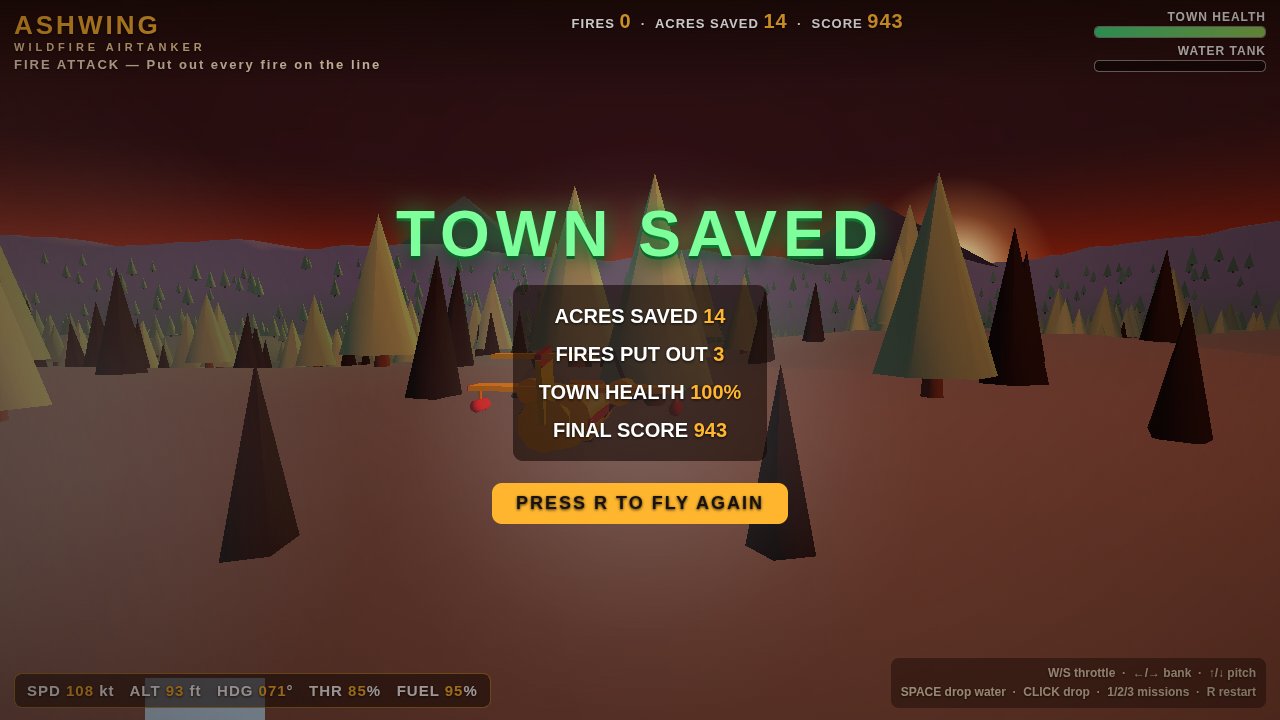 ASHWING
WILDFIRE AIRTANKER
FIRE ATTACK — Put out every fire on the line
FIRES 0 · ACRES SAVED 14 · SCORE 943
TOWN HEALTH
WATER TANK
TOWN SAVED
ACRES SAVED 14
FIRES PUT OUT 3
TOWN HEALTH 100%
FINAL SCORE 943
PRESS R TO FLY AGAIN
SPD 108 kt ALT 93 ft HDG 071° THR 85% FUEL 95%
W/S throttle · ←/→ bank · ↑/↓ pitch
SPACE drop water · CLICK drop · 1/2/3 missions · R restart